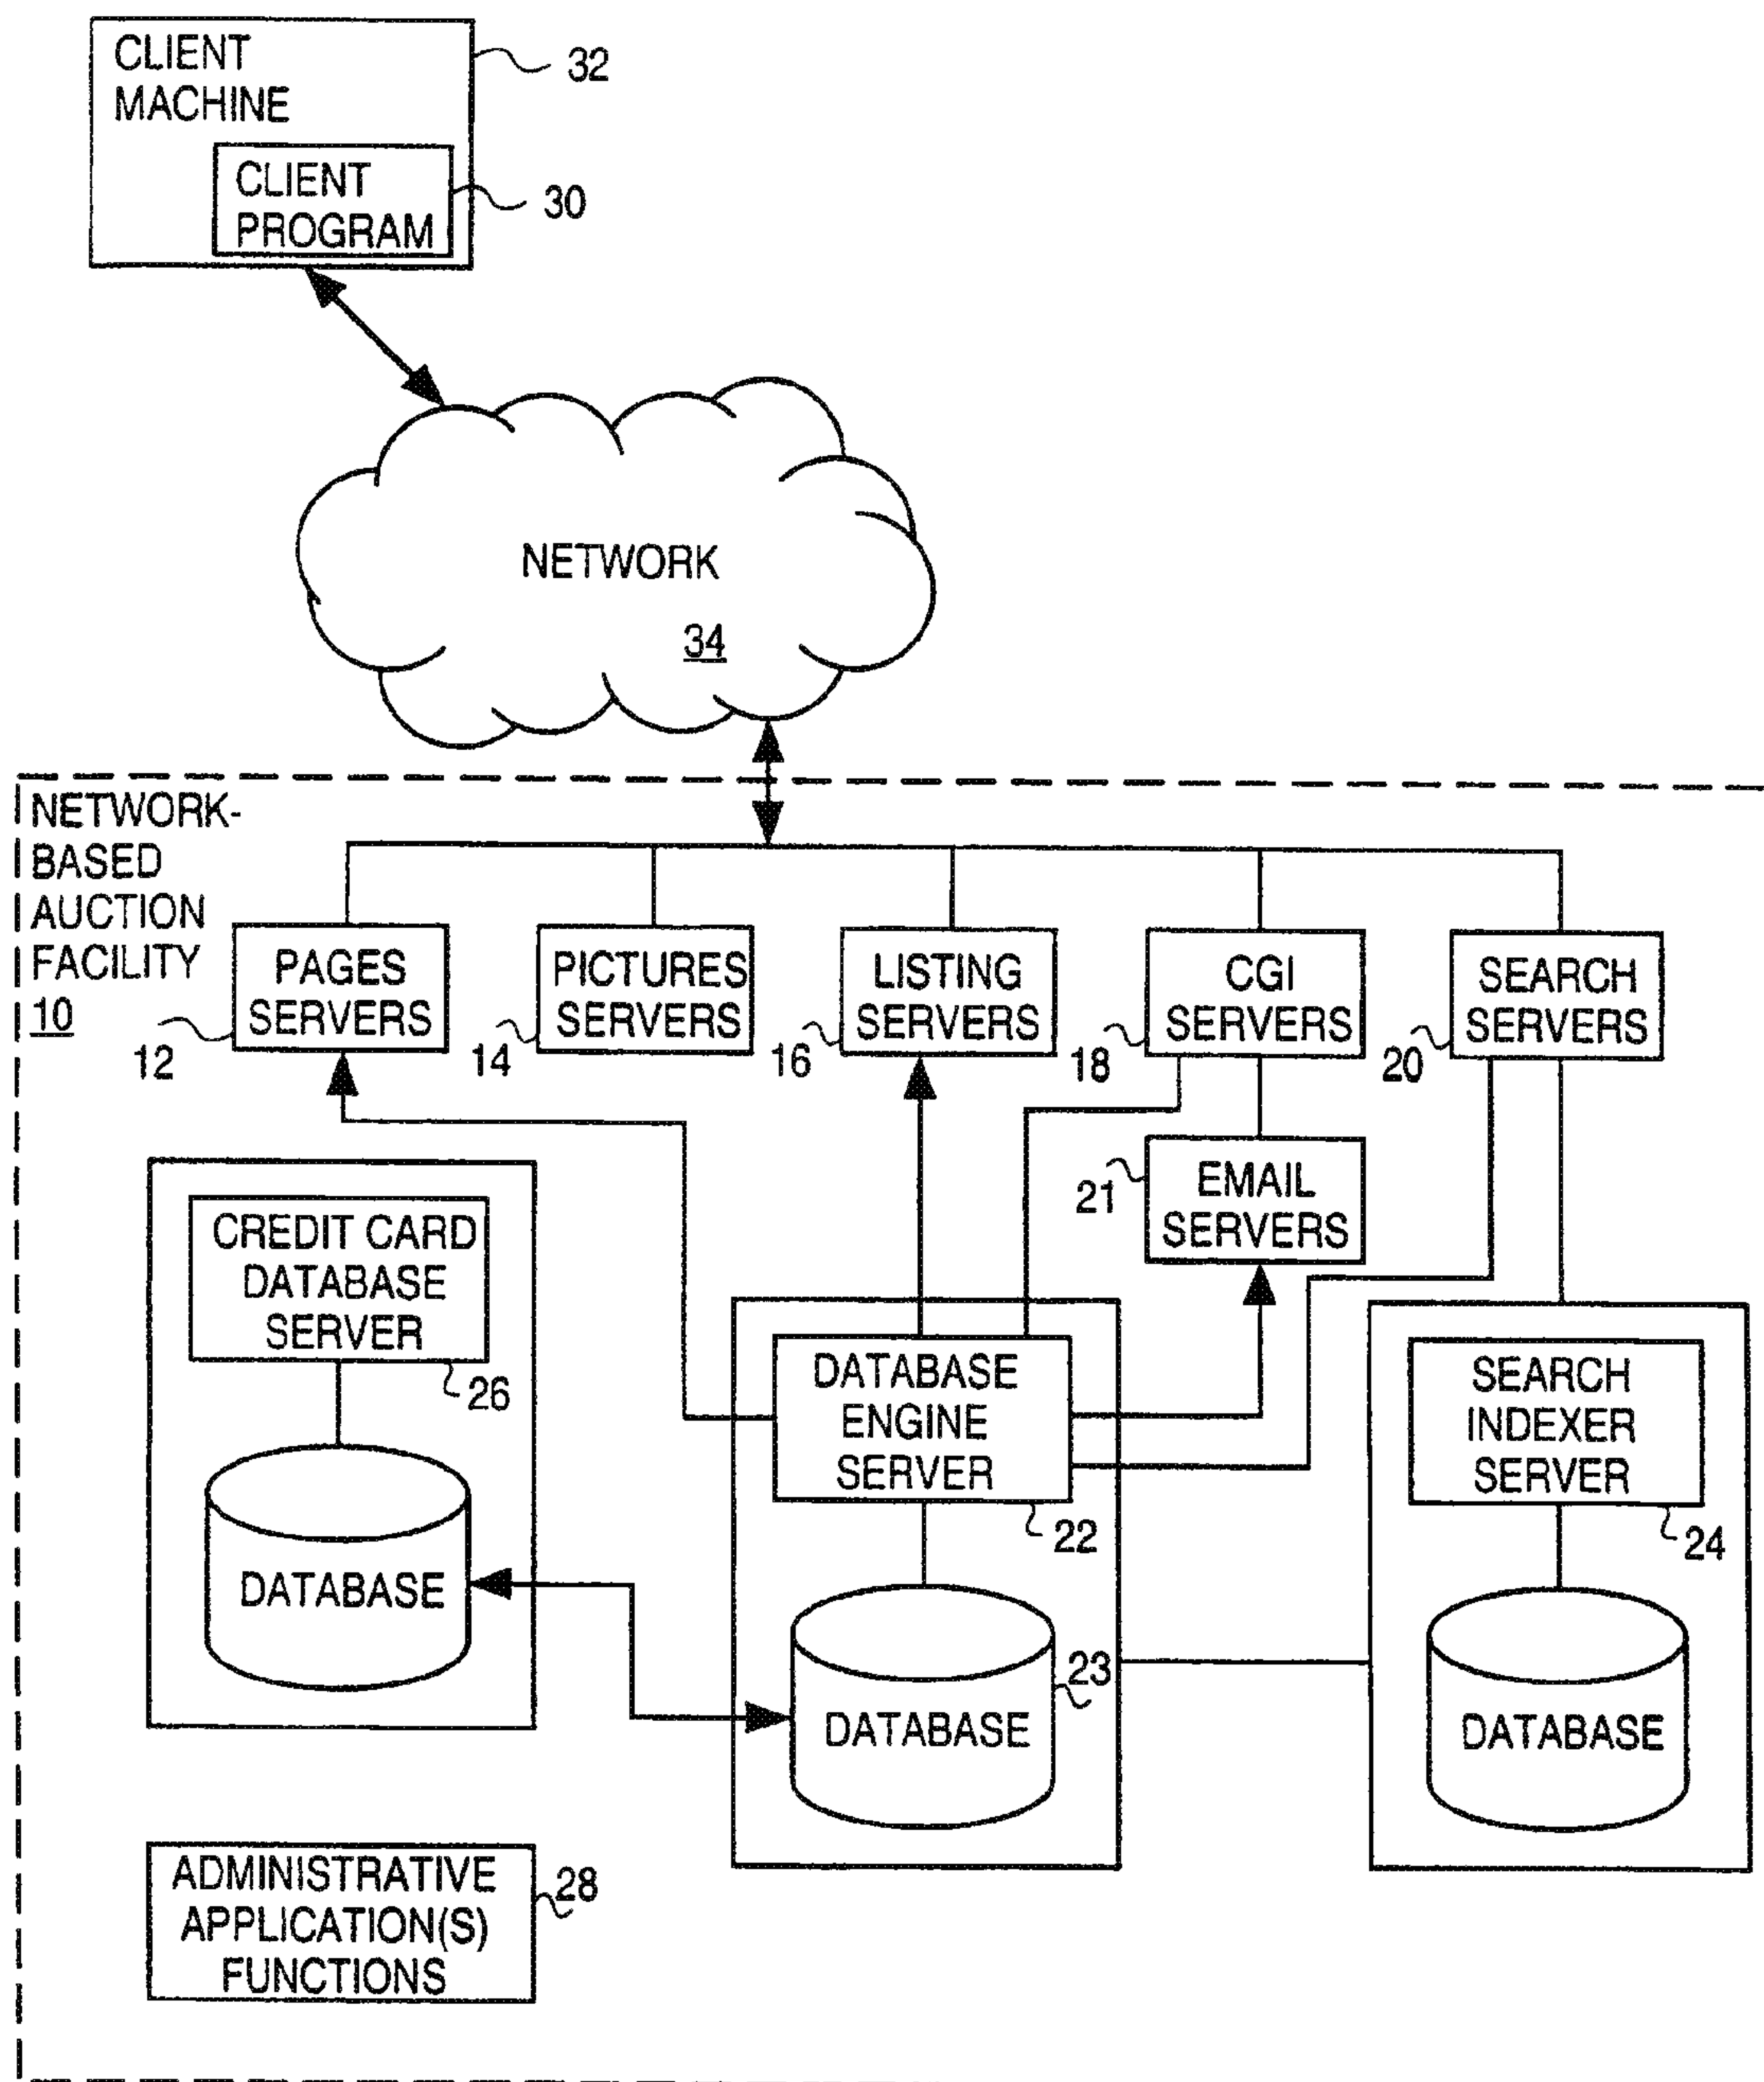 CLIENT
MACHINE
32
CLIENT
PROGRAM
30
NETWORK
34
NETWORK-
BASED
AUCTION
FACILITY
10
PAGES
SERVERS
12
PICTURES
SERVERS
14
LISTING
SERVERS
16
CGI
SERVERS
18
SEARCH
SERVERS
20
EMAIL
SERVERS
21
CREDIT CARD
DATABASE
SERVER
26
DATABASE
DATABASE
ENGINE
SERVER
22
DATABASE
23
SEARCH
INDEXER
SERVER
24
DATABASE
ADMINISTRATIVE
APPLICATION(S)
FUNCTIONS
28